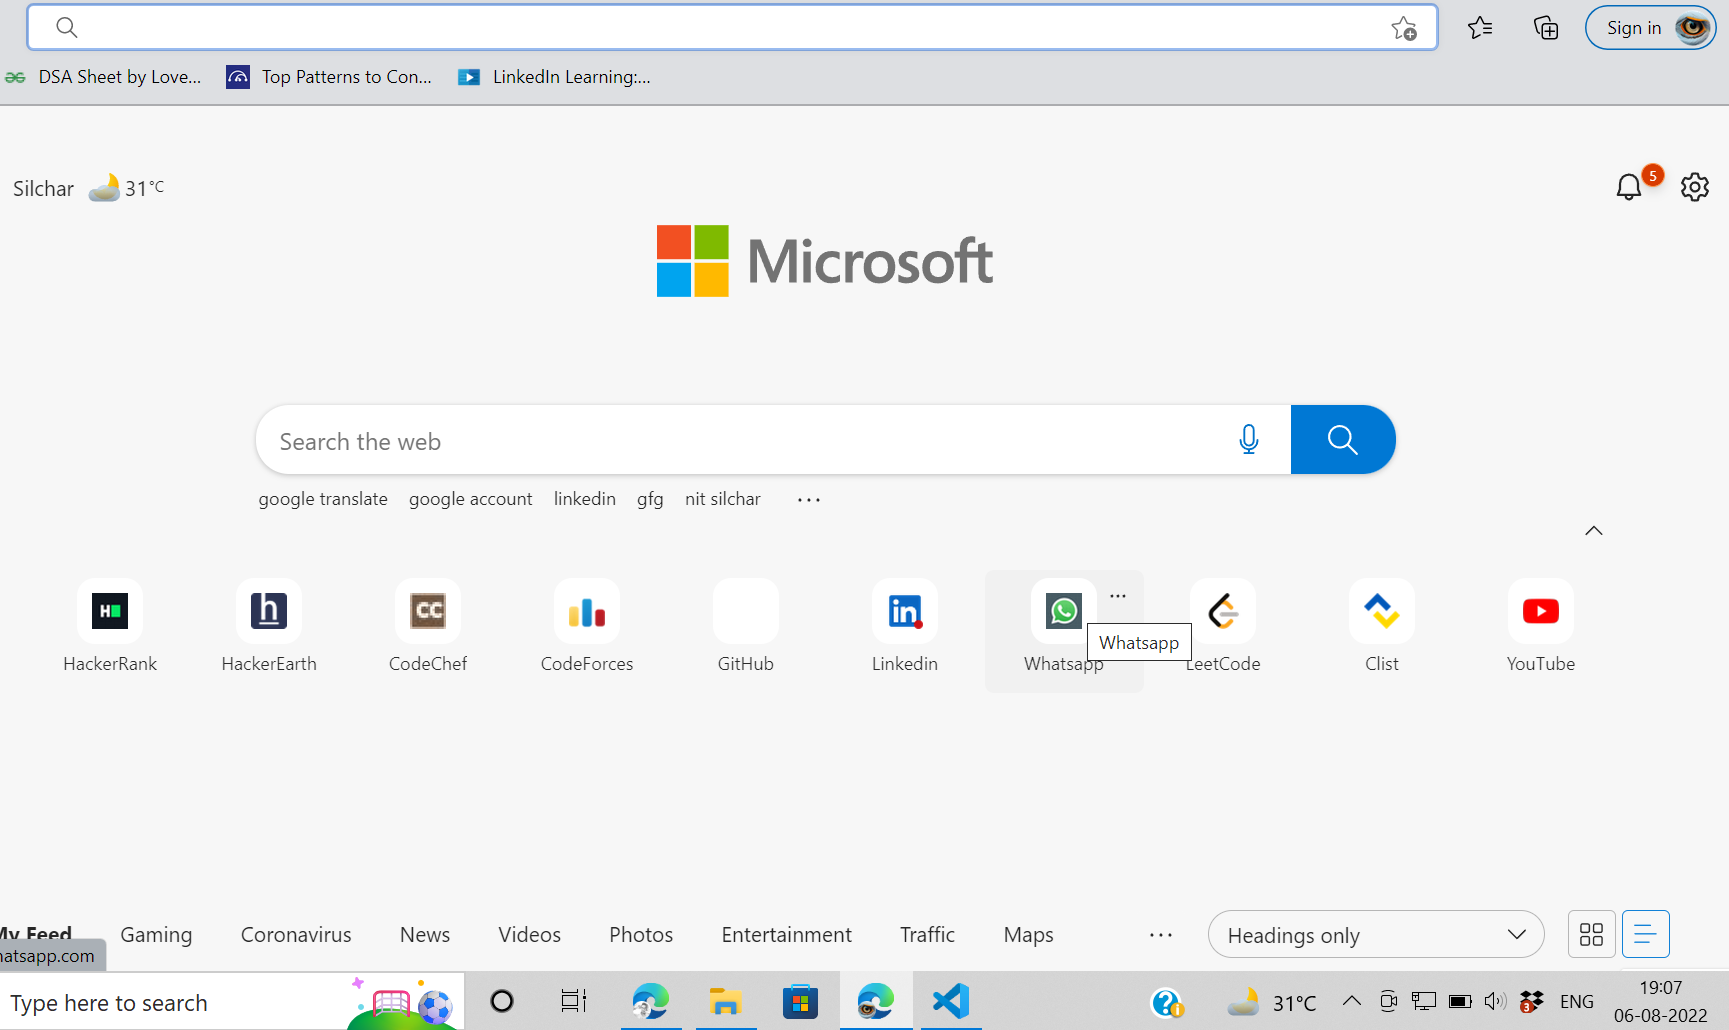 Sign in
DSA Sheet by Love... Top Patterns to Con... LinkedIn Learning:...
Silchar 31°C
5
Microsoft
Search the web
google translate google account linkedin gfg nit silchar ...
HackerRank HackerEarth CodeChef CodeForces GitHub Linkedin Whatsapp LeetCode Clist YouTube
Whatsapp
My Feed Gaming Coronavirus News Videos Photos Entertainment Traffic Maps ... Headings only
hatsapp.com
Type here to search 31°C 3 ENG 19:07
06-08-2022